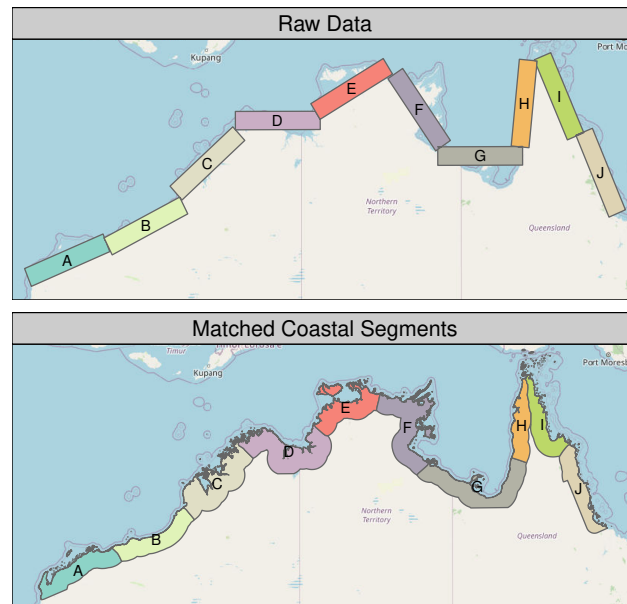 Raw Data
Kupang
Port Mo
E
H
I
F
D
C
G
J
Northern
Territory
B
Queensland
A
Matched Coastal Segments
Timor
Kupang
Port Moresb
E
H
I
F
D
C
G
J
Northern
Territory
B
Queensland
A